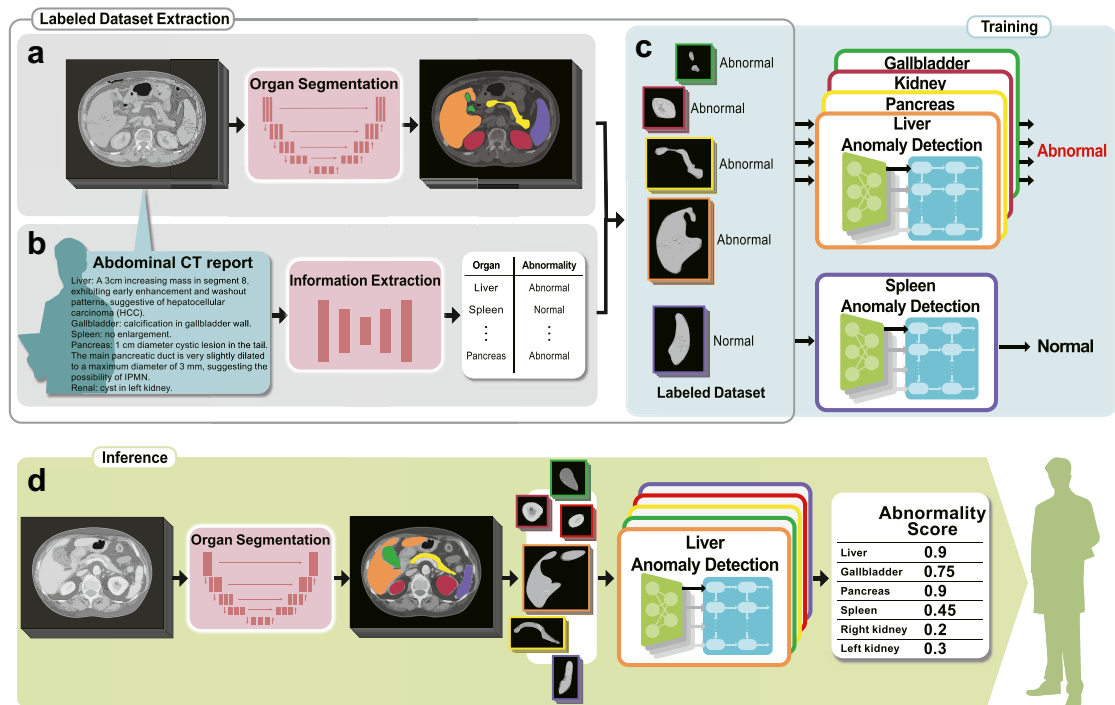 Labeled Dataset Extraction
Training
a
Organ Segmentation
b
Abdominal CT report
Liver: A 3cm increasing mass in segment 8,
exhibiting early enhancement and washout
patterns, suggestive of hepatocellular
carcinoma (HCC).
Gallbladder: calcification in gallbladder wall.
Spleen: no enlargement.
Pancreas: 1 cm diameter cystic lesion in the tail.
The main pancreatic duct is very slightly dilated
to a maximum diameter of 3 mm, suggesting the
possibility of IPMN.
Renal: cyst in left kidney.
Information Extraction
Organ Abnormality
Liver Abnormal
Spleen Normal
Pancreas Abnormal
c
Abnormal
Abnormal
Abnormal
Abnormal
Normal
Labeled Dataset
Gallbladder
Kidney
Pancreas
Liver
Anomaly Detection
Abnormal
Spleen
Anomaly Detection
Normal
Inference
d
Organ Segmentation
Liver
Anomaly Detection
Abnormality
Score
Liver 0.9
Gallbladder 0.75
Pancreas 0.9
Spleen 0.45
Right kidney 0.2
Left kidney 0.3